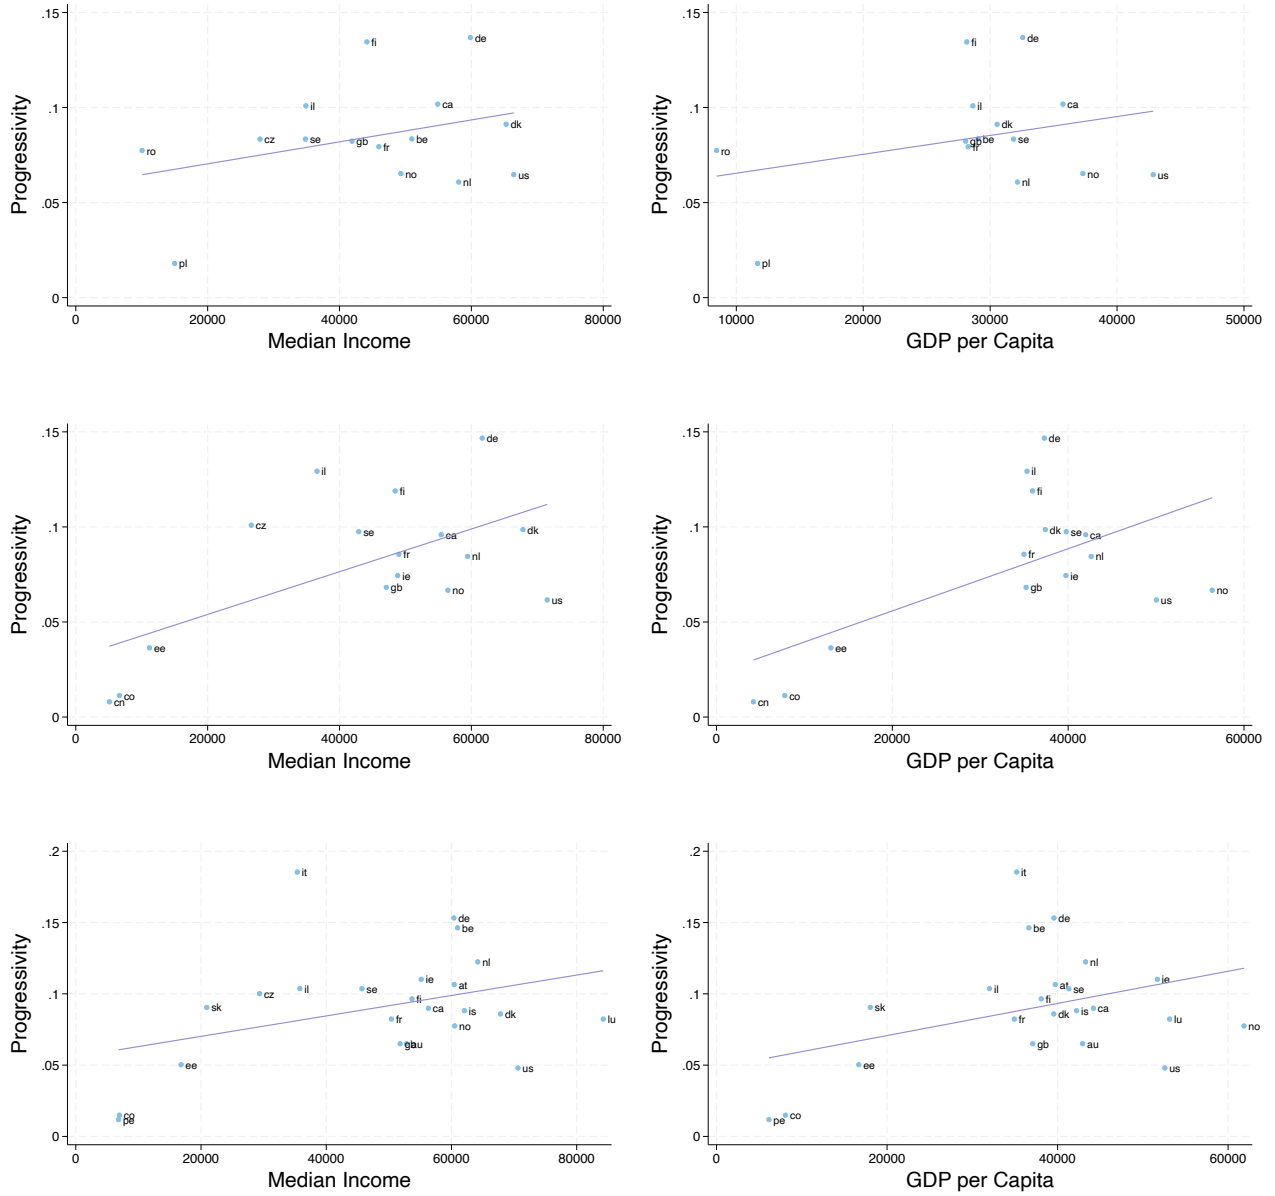 .15
.1
.05
0
Progressivity
fi
de
il
ca
dk
cz
se
gb
fr
be
ro
no
nl
us
pl
0
20000
40000
60000
80000
Median Income
.15
.1
.05
0
Progressivity
fi
de
il
ca
dk
gb
be
fr
se
ro
nl
no
us
pl
10000
20000
30000
40000
50000
GDP per Capita
.15
.1
.05
0
Progressivity
de
il
fi
cz
se
ca
dk
fr
nl
ie
gb
no
us
ee
co
cn
0
20000
40000
60000
80000
Median Income
.15
.1
.05
0
Progressivity
de
il
fi
dk
se
ca
fr
nl
ie
gb
no
us
ee
co
cn
0
20000
40000
60000
GDP per Capita
.2
.15
.1
.05
0
Progressivity
it
de
be
nl
ie
at
cz
il
se
fi
sk
ca
is
dk
fr
no
lu
gb
au
ee
us
co
pe
0
20000
40000
60000
80000
Median Income
.2
.15
.1
.05
0
Progressivity
it
de
be
nl
ie
at
se
il
fi
sk
ca
is
dk
fr
lu
no
gb
au
ee
us
co
pe
0
20000
40000
60000
GDP per Capita